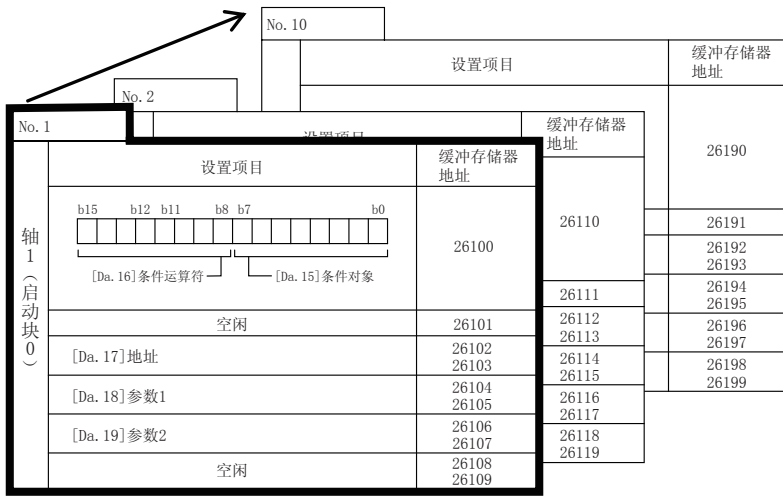 No.10
设置项目
缓冲存储器
地址
26190
26191
26192
26193
26194
26195
26196
26197
26198
26199
No.2
设置项目
缓冲存储器
地址
26110
26111
26112
26113
26114
26115
26116
26117
26118
26119
No.1
设置项目
缓冲存储器
地址
轴1（启动块0）
b15 b12 b11 b8 b7 b0
[Da.16]条件运算符 [Da.15]条件对象
26100
空闲 26101
[Da.17]地址
26102
26103
[Da.18]参数1
26104
26105
[Da.19]参数2
26106
26107
空闲
26108
26109